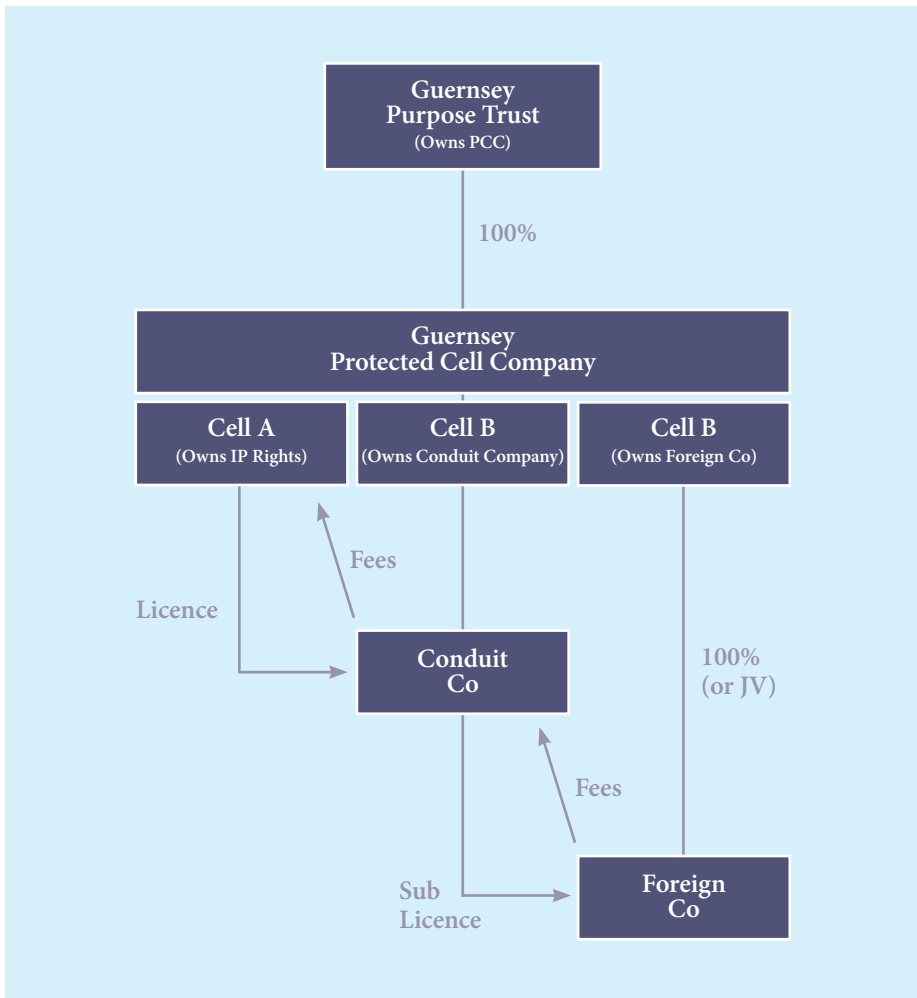 Guernsey
Purpose Trust
(Owns PCC)
100%
Guernsey
Protected Cell Company
Cell A
(Owns IP Rights)
Cell B
(Owns Conduit Company)
Cell B
(Owns Foreign Co)
Fees
Licence
Conduit
Co
100%
(or JV)
Fees
Sub
Licence
Foreign
Co